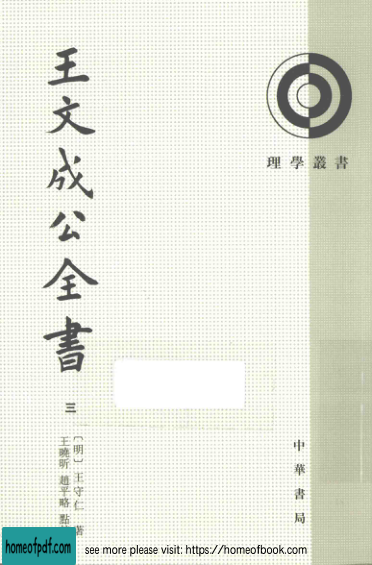 王文成公全書
三
〔明〕王守仁 著
王曉昕 趙平略 點
理學叢書
中華書局
homeofpdf.com
see more please visit: https://homeofbook.com